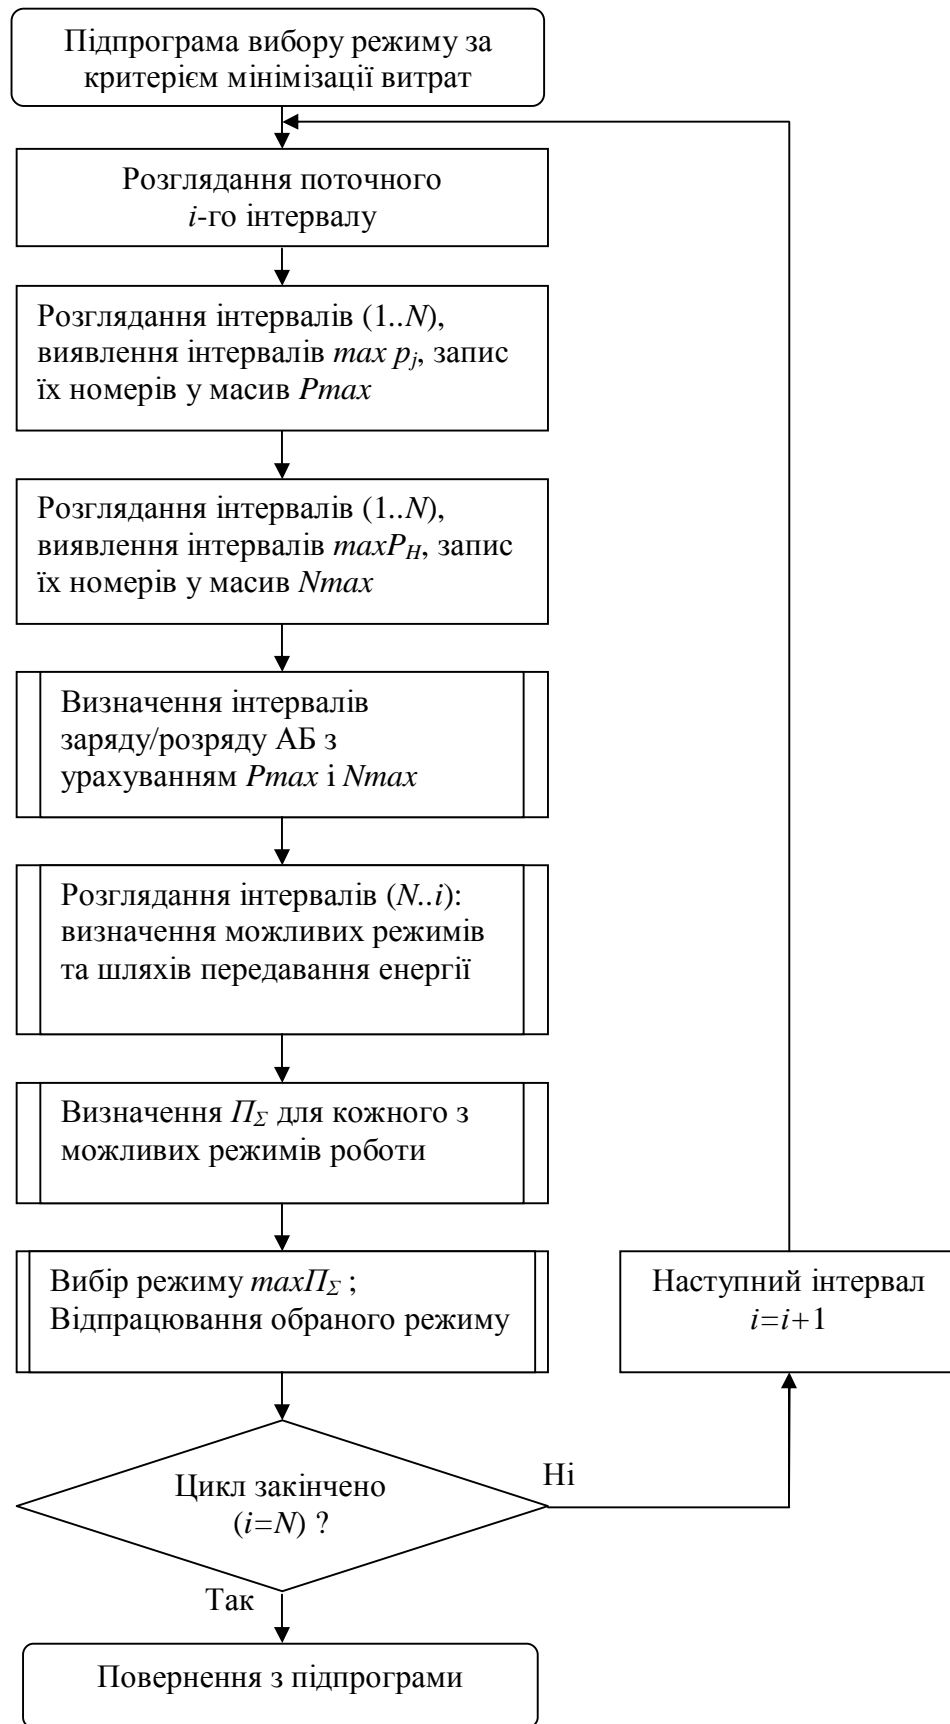 Підпрограма вибору режиму за
критерієм мінімізації витрат
Розглядання поточного
i-го інтервалу
Розглядання інтервалів (1..N),
виявлення інтервалів max pj, запис
їх номерів у масив Pmax
Розглядання інтервалів (1..N),
виявлення інтервалів maxPH, запис
їх номерів у масив Nmax
Визначення інтервалів
заряду/розряду АБ з
урахуванням Pmax і Nmax
Розглядання інтервалів (N..i):
визначення можливих режимів
та шляхів передавання енергії
Визначення ПΣ для кожного з
можливих режимів роботи
Вибір режиму maxПΣ ;
Відпрацювання обраного режиму
Наступний інтервал
i=i+1
Цикл закінчено
(i=N) ?
Ні
Так
Повернення з підпрограми